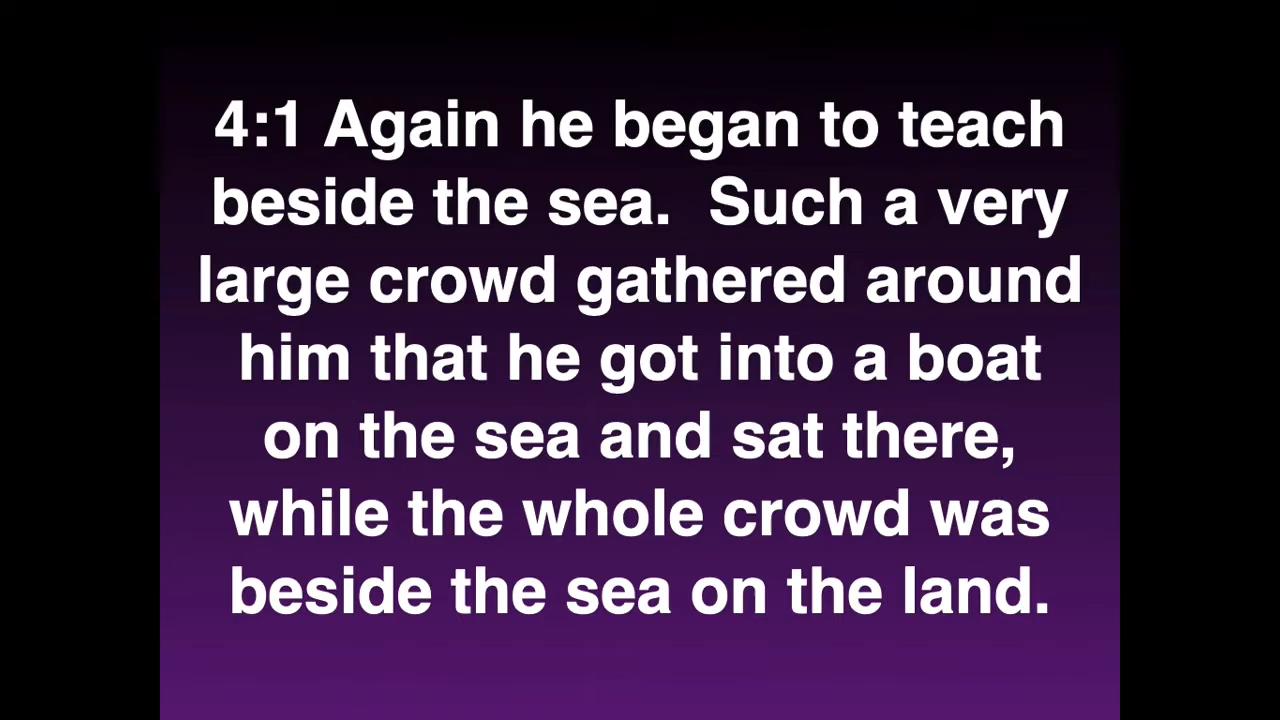 4:1 Again he began to teach
beside the sea.  Such a very
large crowd gathered around
him that he got into a boat
on the sea and sat there,
while the whole crowd was
beside the sea on the land.